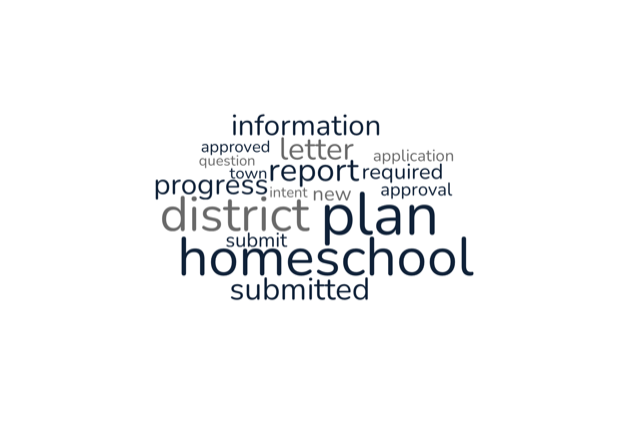 information
approved letter
question application
town report required
progress intent new approval
district plan
submit
homeschool
submitted